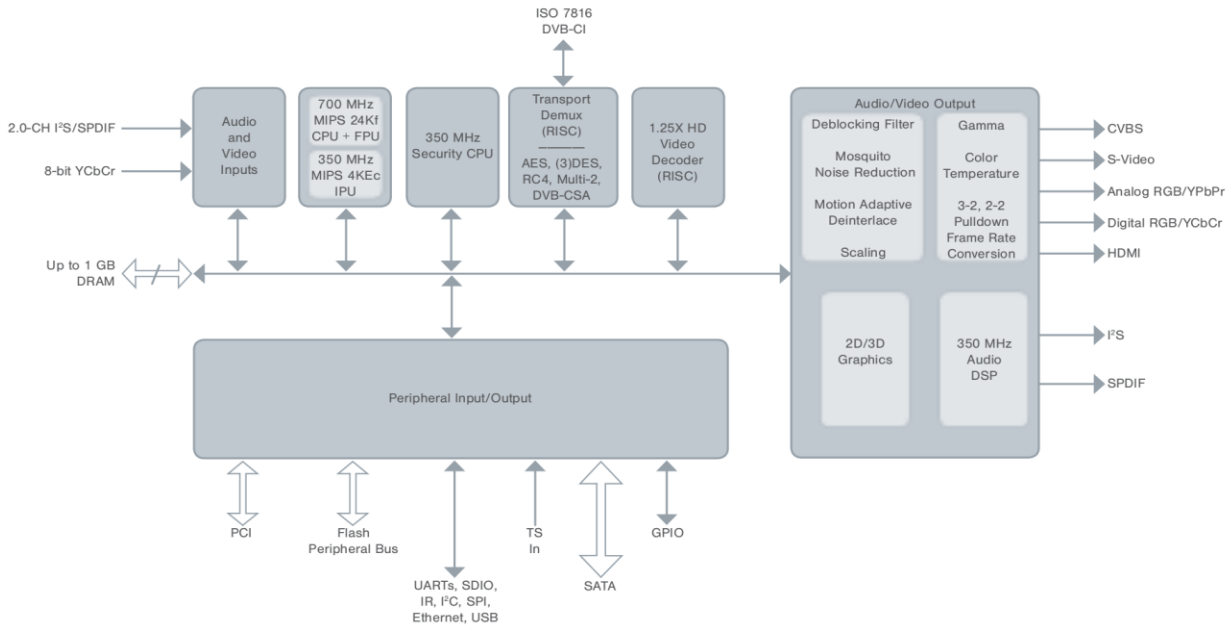 ISO 7816
DVB-CI
2.0-CH I²S/SPDIF
8-bit YCbCr
Audio
and
Video
Inputs
700 MHz
MIPS 24Kf
CPU + FPU
350 MHz
MIPS 4KEc
IPU
350 MHz
Security CPU
Transport
Demux
(RISC)
AES, (3)DES,
RC4, Multi-2,
DVB-CSA
1.25X HD
Video
Decoder
(RISC)
Up to 1 GB
DRAM
Audio/Video Output
Deblocking Filter
Mosquito
Noise Reduction
Motion Adaptive
Deinterlace
Scaling
Gamma
Color
Temperature
3-2, 2-2
Pulldown
Frame Rate
Conversion
2D/3D
Graphics
350 MHz
Audio
DSP
CVBS
S-Video
Analog RGB/YPbPr
Digital RGB/YCbCr
HDMI
I²S
SPDIF
Peripheral Input/Output
PCI
Flash
Peripheral Bus
UARTs, SDIO,
IR, I²C, SPI,
Ethernet, USB
TS
In
SATA
GPIO